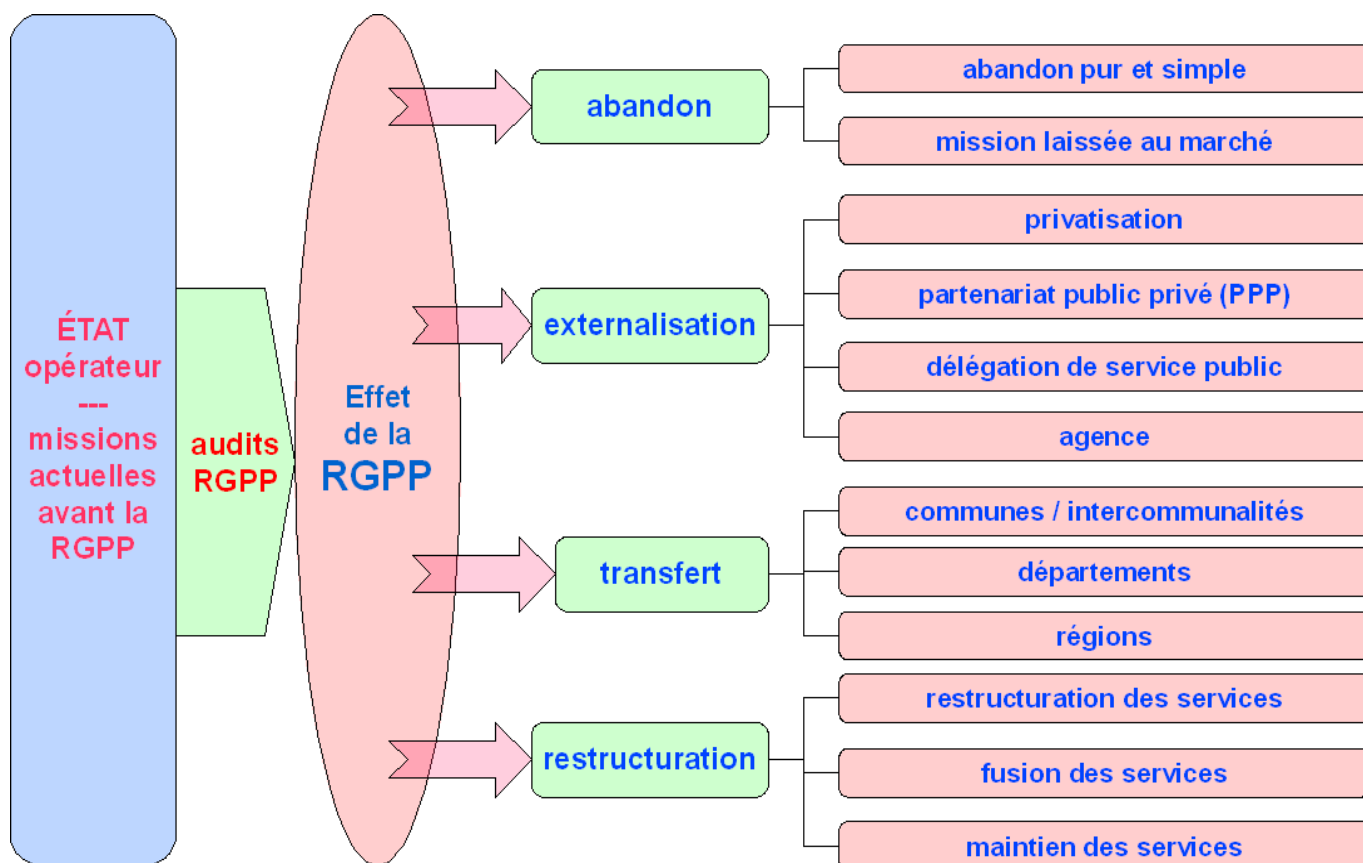 ÉTAT
opérateur
---
missions
actuelles
avant la
RGPP
audits
RGPP
Effet
de la
RGPP
abandon
abandon pur et simple
mission laissée au marché
externalisation
privatisation
partenariat public privé (PPP)
délégation de service public
agence
transfert
communes / intercommunalités
départements
régions
restructuration
restructuration des services
fusion des services
maintien des services